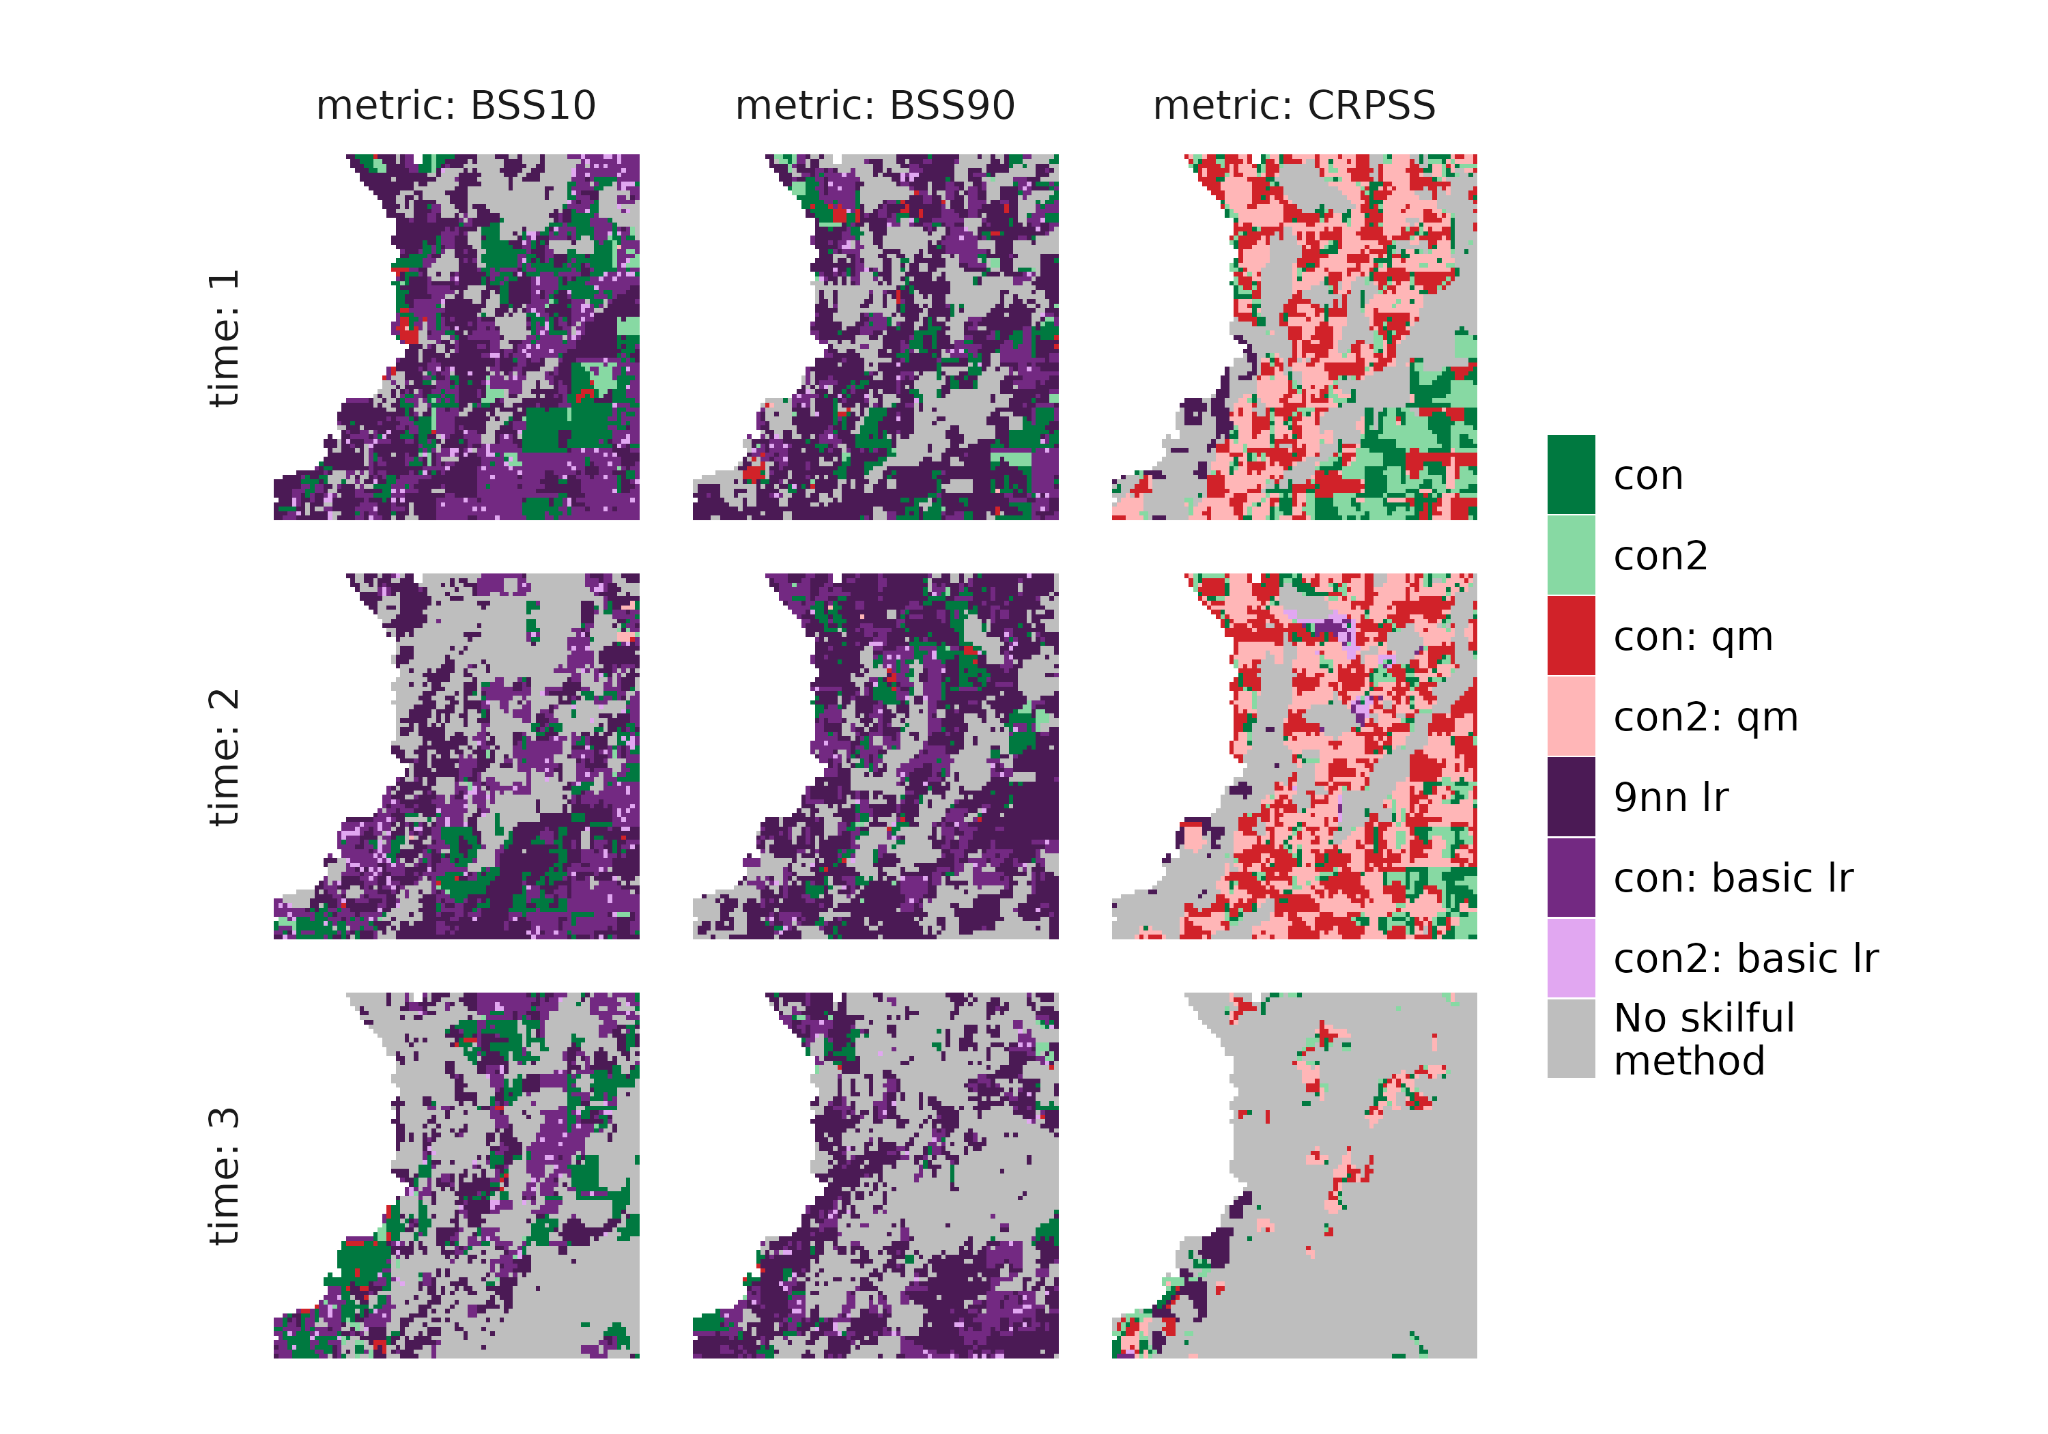 metric: BSS10
metric: BSS90
metric: CRPSS
time: 1
time: 2
time: 3
con
con2
con: qm
con2: qm
9nn lr
con: basic lr
con2: basic lr
No skilful
method